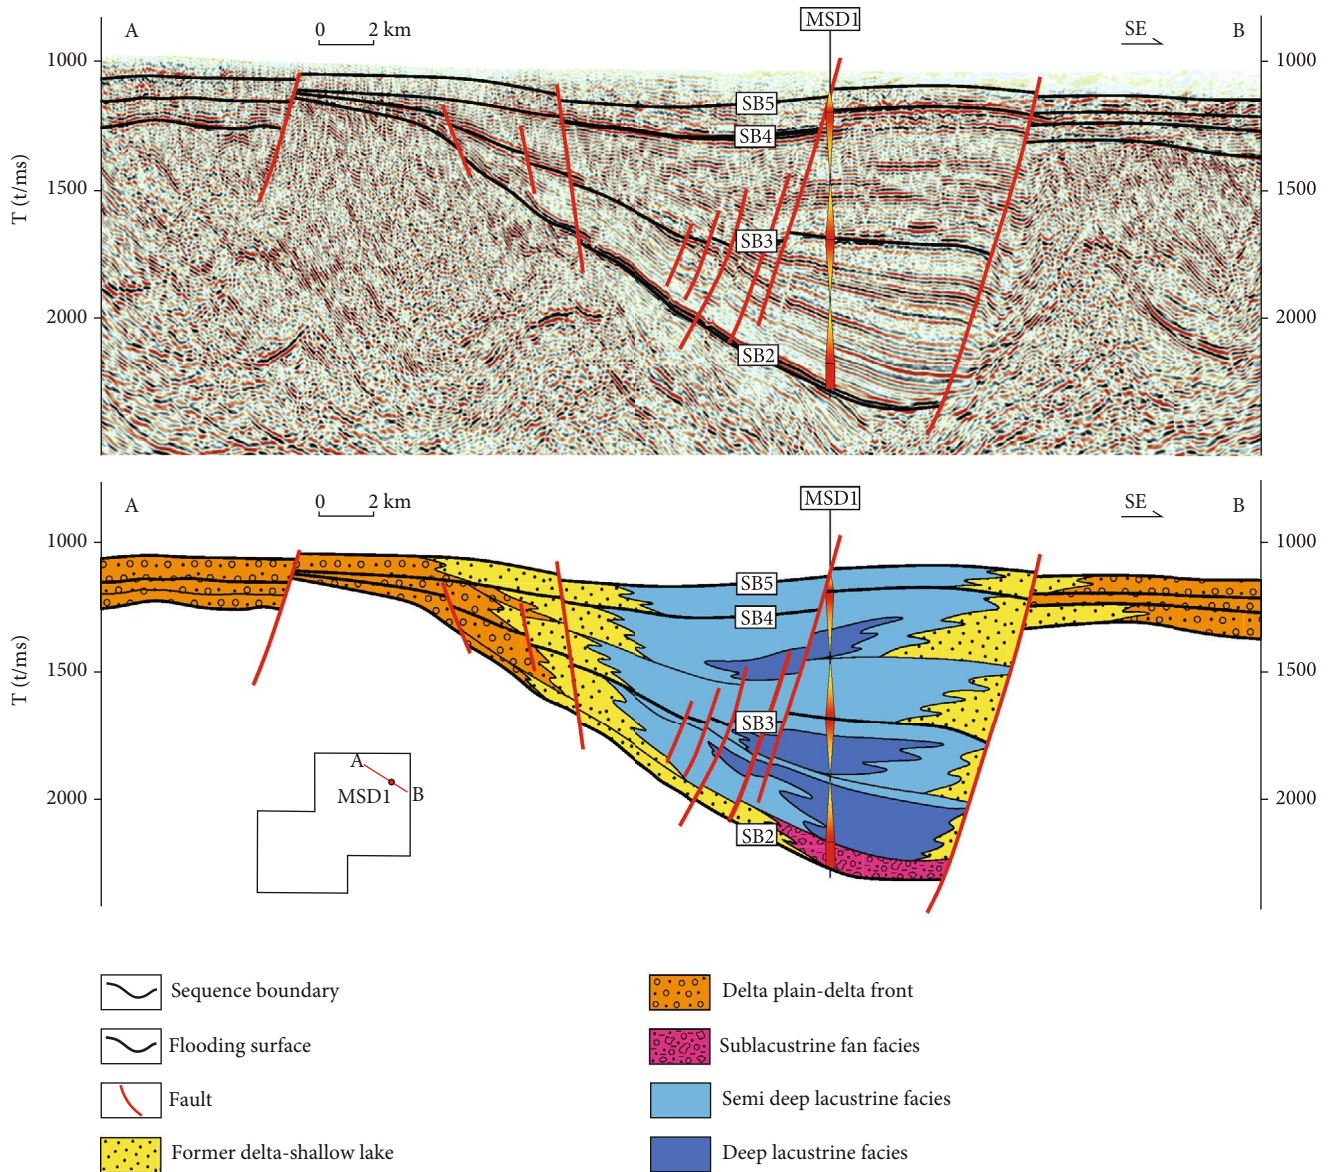 A
0 2 km
MSD1
SE
B
1000
1500
2000
T (t/ms)
SB5
SB4
SB3
SB2
1000
1500
2000
A
0 2 km
MSD1
SE
B
1000
1500
2000
T (t/ms)
SB5
SB4
SB3
SB2
1000
1500
2000
A
MSD1
B
Sequence boundary
Flooding surface
Fault
Former delta-shallow lake
Delta plain-delta front
Sublacustrine fan facies
Semi deep lacustrine facies
Deep lacustrine facies